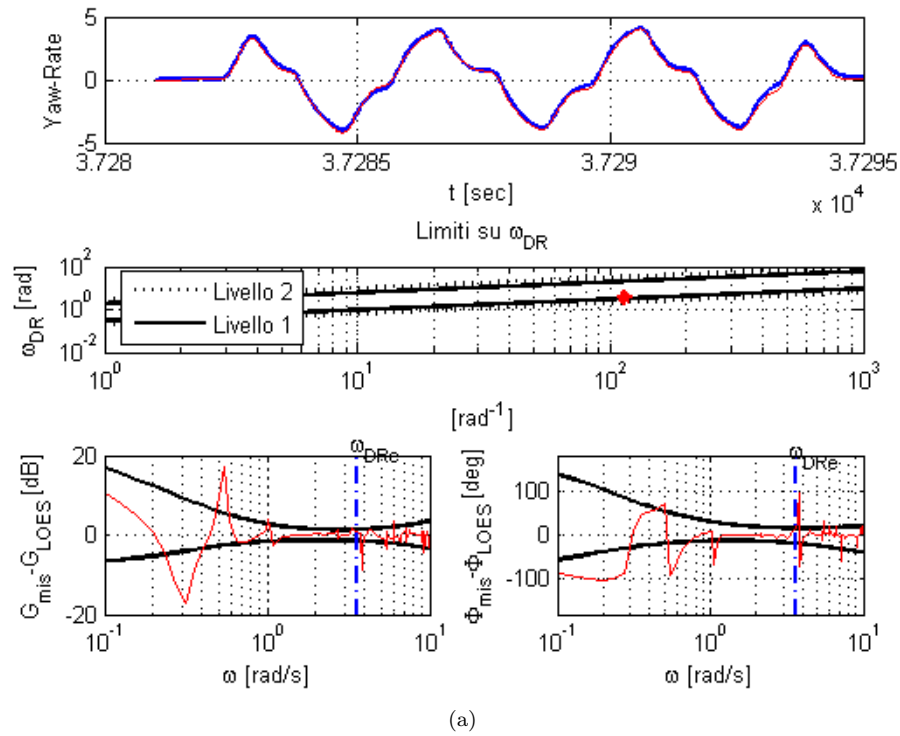 Yaw-Rate
5
0
-5
3.728
3.7285
3.729
3.7295
t [sec]
x 10^4
Limiti su ω_DR
ω_DR [rad]
10^2
10^0
10^-2
Livello 2
Livello 1
10^0
10^1
10^2
10^3
[rad^-1]
G_mis-G_LOES [dB]
20
0
-20
ω_DRe
10^-1
10^0
10^1
ω [rad/s]
Φ_mis-Φ_LOES [deg]
100
0
-100
ω_DRe
10^-1
10^0
10^1
ω [rad/s]
(a)